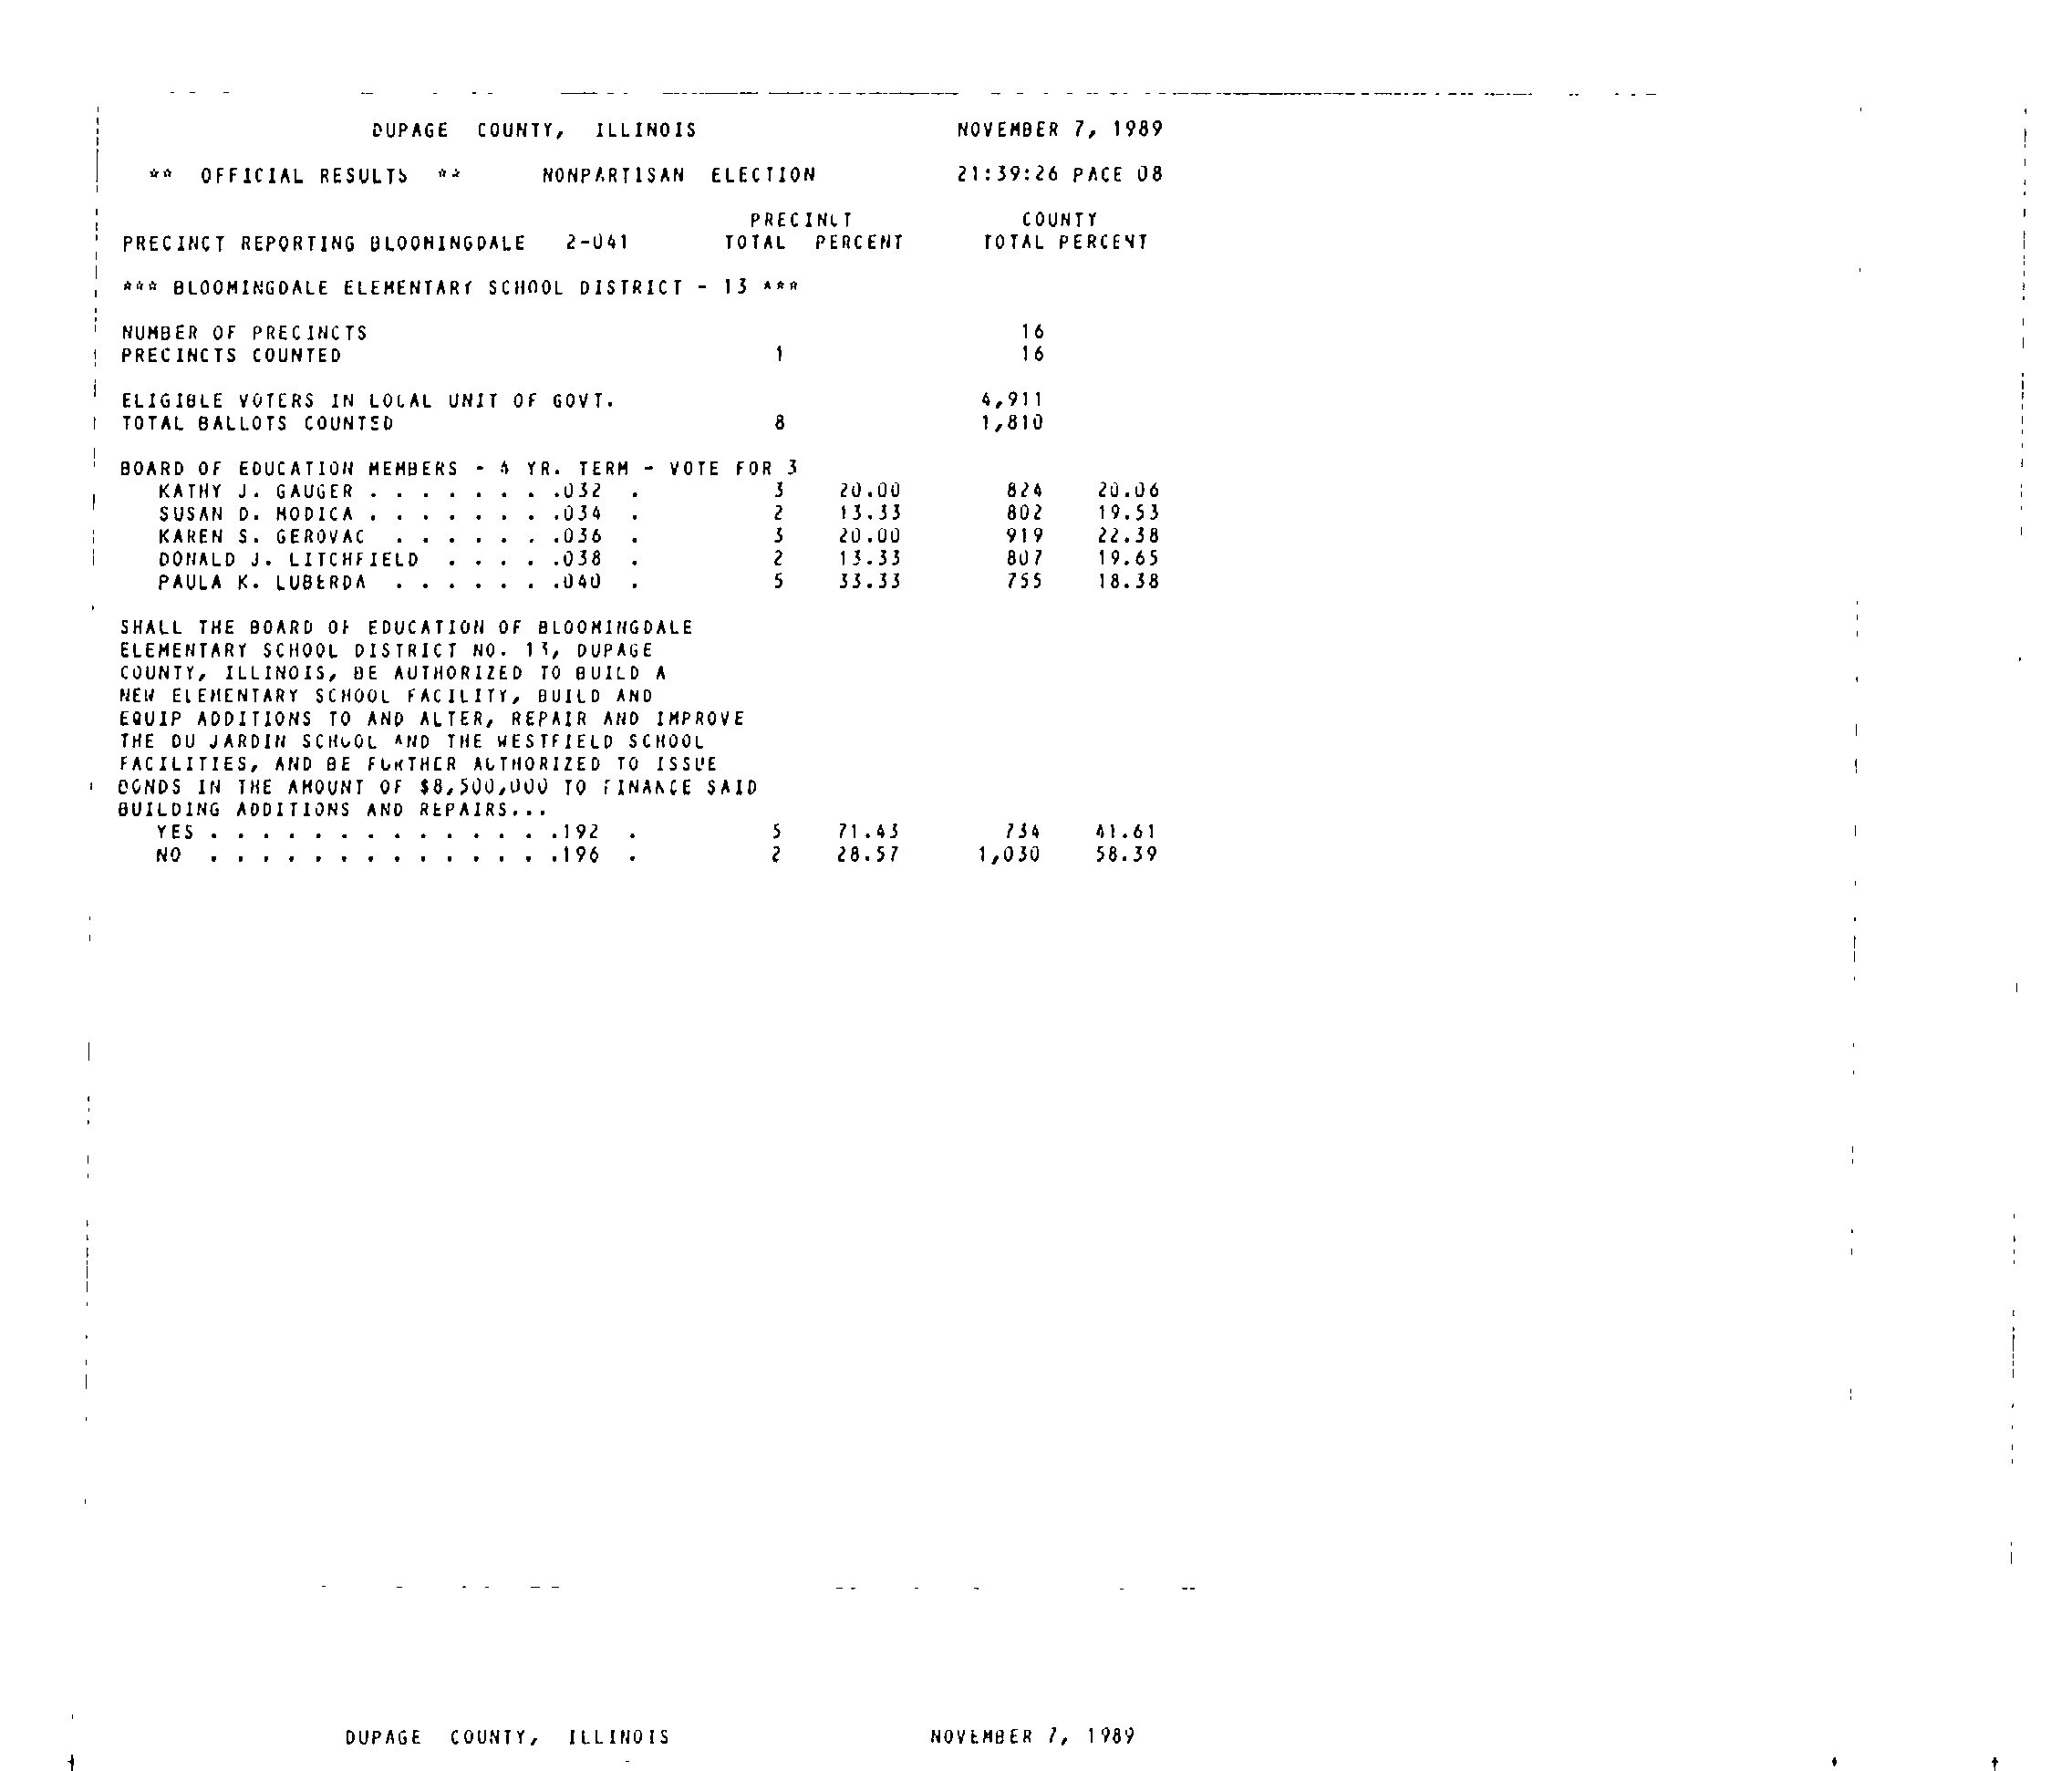 DUPAGE COUNTY, ILLINOIS NOVEMBER 7, 1989
** OFFICIAL RESULTS ** NONPARTISAN ELECTION 21:39:26 PAGE 08
PRECINCT COUNTY
PRECINCT REPORTING BLOOMINGDALE 2-041 TOTAL PERCENT TOTAL PERCENT
*** BLOOMINGDALE ELEMENTARY SCHOOL DISTRICT - 13 ***
NUMBER OF PRECINCTS 16
PRECINCTS COUNTED 1 16
ELIGIBLE VOTERS IN LOCAL UNIT OF GOVT. 4,911
TOTAL BALLOTS COUNTED 8 1,810
BOARD OF EDUCATION MEMBERS - 4 YR. TERM - VOTE FOR 3
KATHY J. GAUGER . . . . . . . .032 . 3 20.00 824 20.06
SUSAN D. MODICA . . . . . . . .034 . 2 13.33 802 19.53
KAREN S. GEROVAC . . . . . . .036 . 3 20.00 919 22.38
DONALD J. LITCHFIELD . . . . .038 . 2 13.33 807 19.65
PAULA K. LUBERDA . . . . . . .040 . 5 33.33 755 18.38
SHALL THE BOARD OF EDUCATION OF BLOOMINGDALE
ELEMENTARY SCHOOL DISTRICT NO. 13, DUPAGE
COUNTY, ILLINOIS, BE AUTHORIZED TO BUILD A
NEW ELEMENTARY SCHOOL FACILITY, BUILD AND
EQUIP ADDITIONS TO AND ALTER, REPAIR AND IMPROVE
THE DU JARDIN SCHOOL AND THE WESTFIELD SCHOOL
FACILITIES, AND BE FURTHER AUTHORIZED TO ISSUE
BONDS IN THE AMOUNT OF $8,500,000 TO FINANCE SAID
BUILDING ADDITIONS AND REPAIRS...
YES . . . . . . . . . . . . . .192 . 5 71.43 734 41.61
NO . . . . . . . . . . . . . .196 . 2 28.57 1,030 58.39
DUPAGE COUNTY, ILLINOIS NOVEMBER 7, 1989